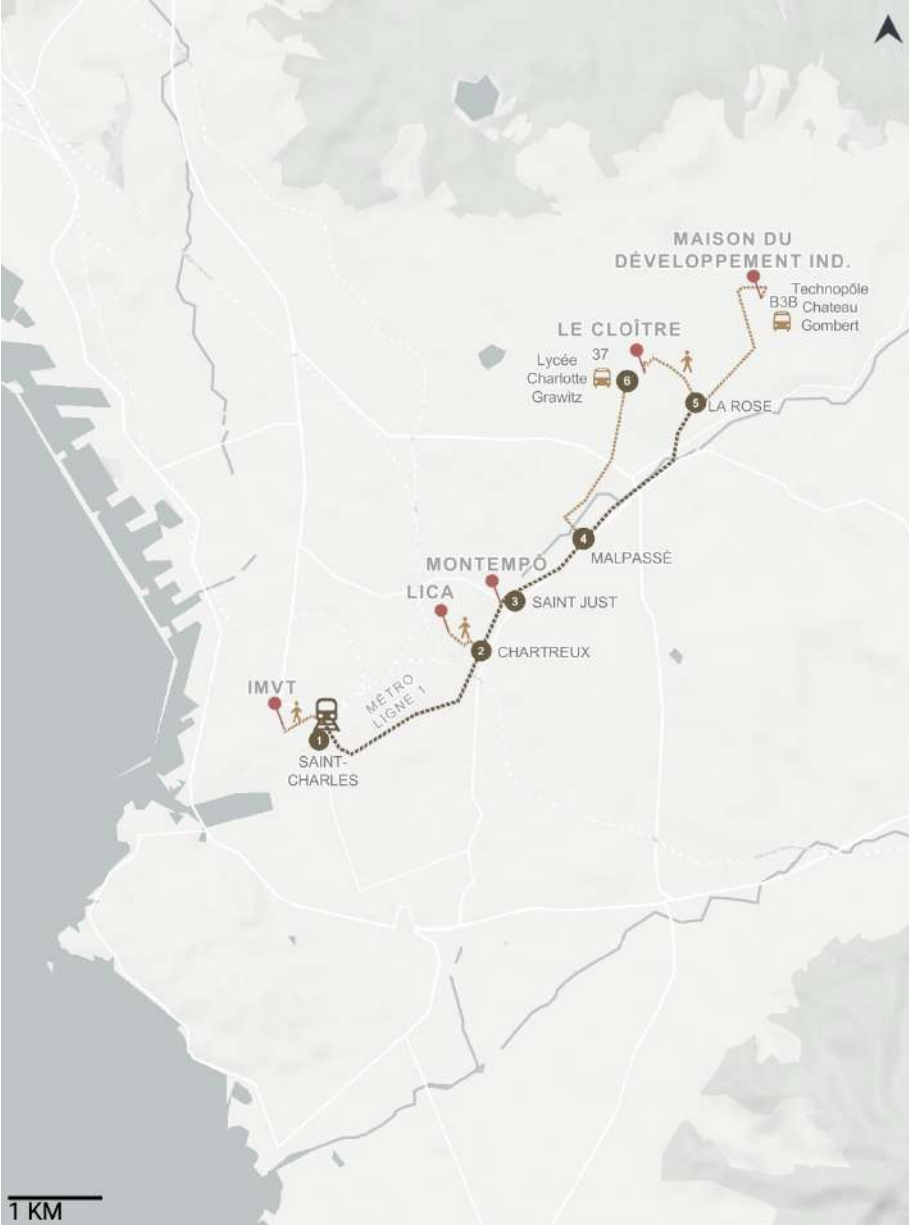 MAISON DU
DÉVELOPPEMENT IND.
B3B
Technopôle
Chateau
Gombert
LE CLOÎTRE
37
Lycée
Charlotte
Grawitz
6
5
LA ROSE
4
MALPASSÉ
MONTEMPÔ
LICA
3
SAINT JUST
2
CHARTREUX
IMVT
MÉTRO
LIGNE 1
1
SAINT-
CHARLES
1 KM